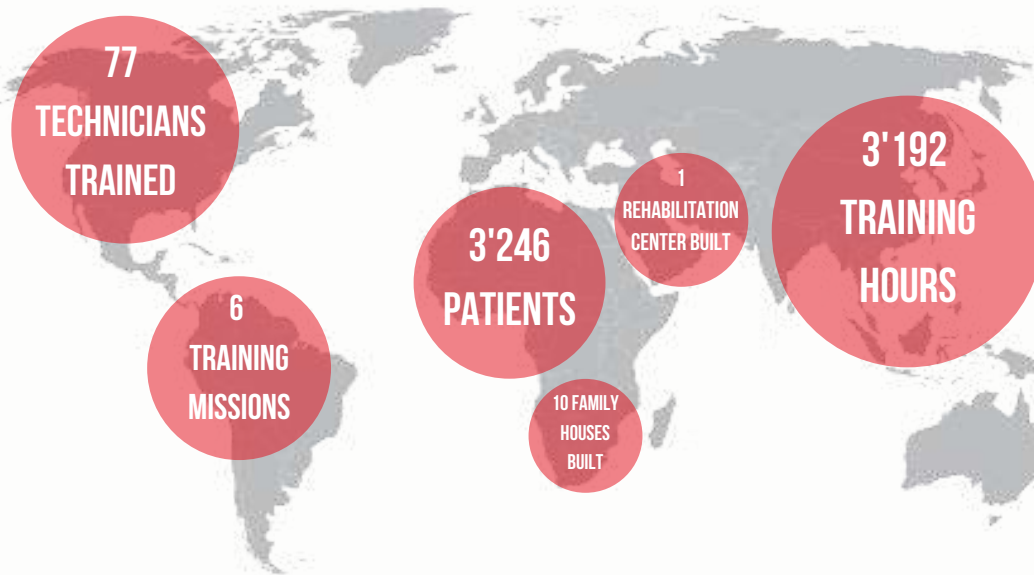 77
TECHNICIANS
TRAINED
6
TRAINING
MISSIONS
3'246
PATIENTS
10 FAMILY
HOUSES
BUILT
1
REHABILITATION
CENTER BUILT
3'192
TRAINING
HOURS